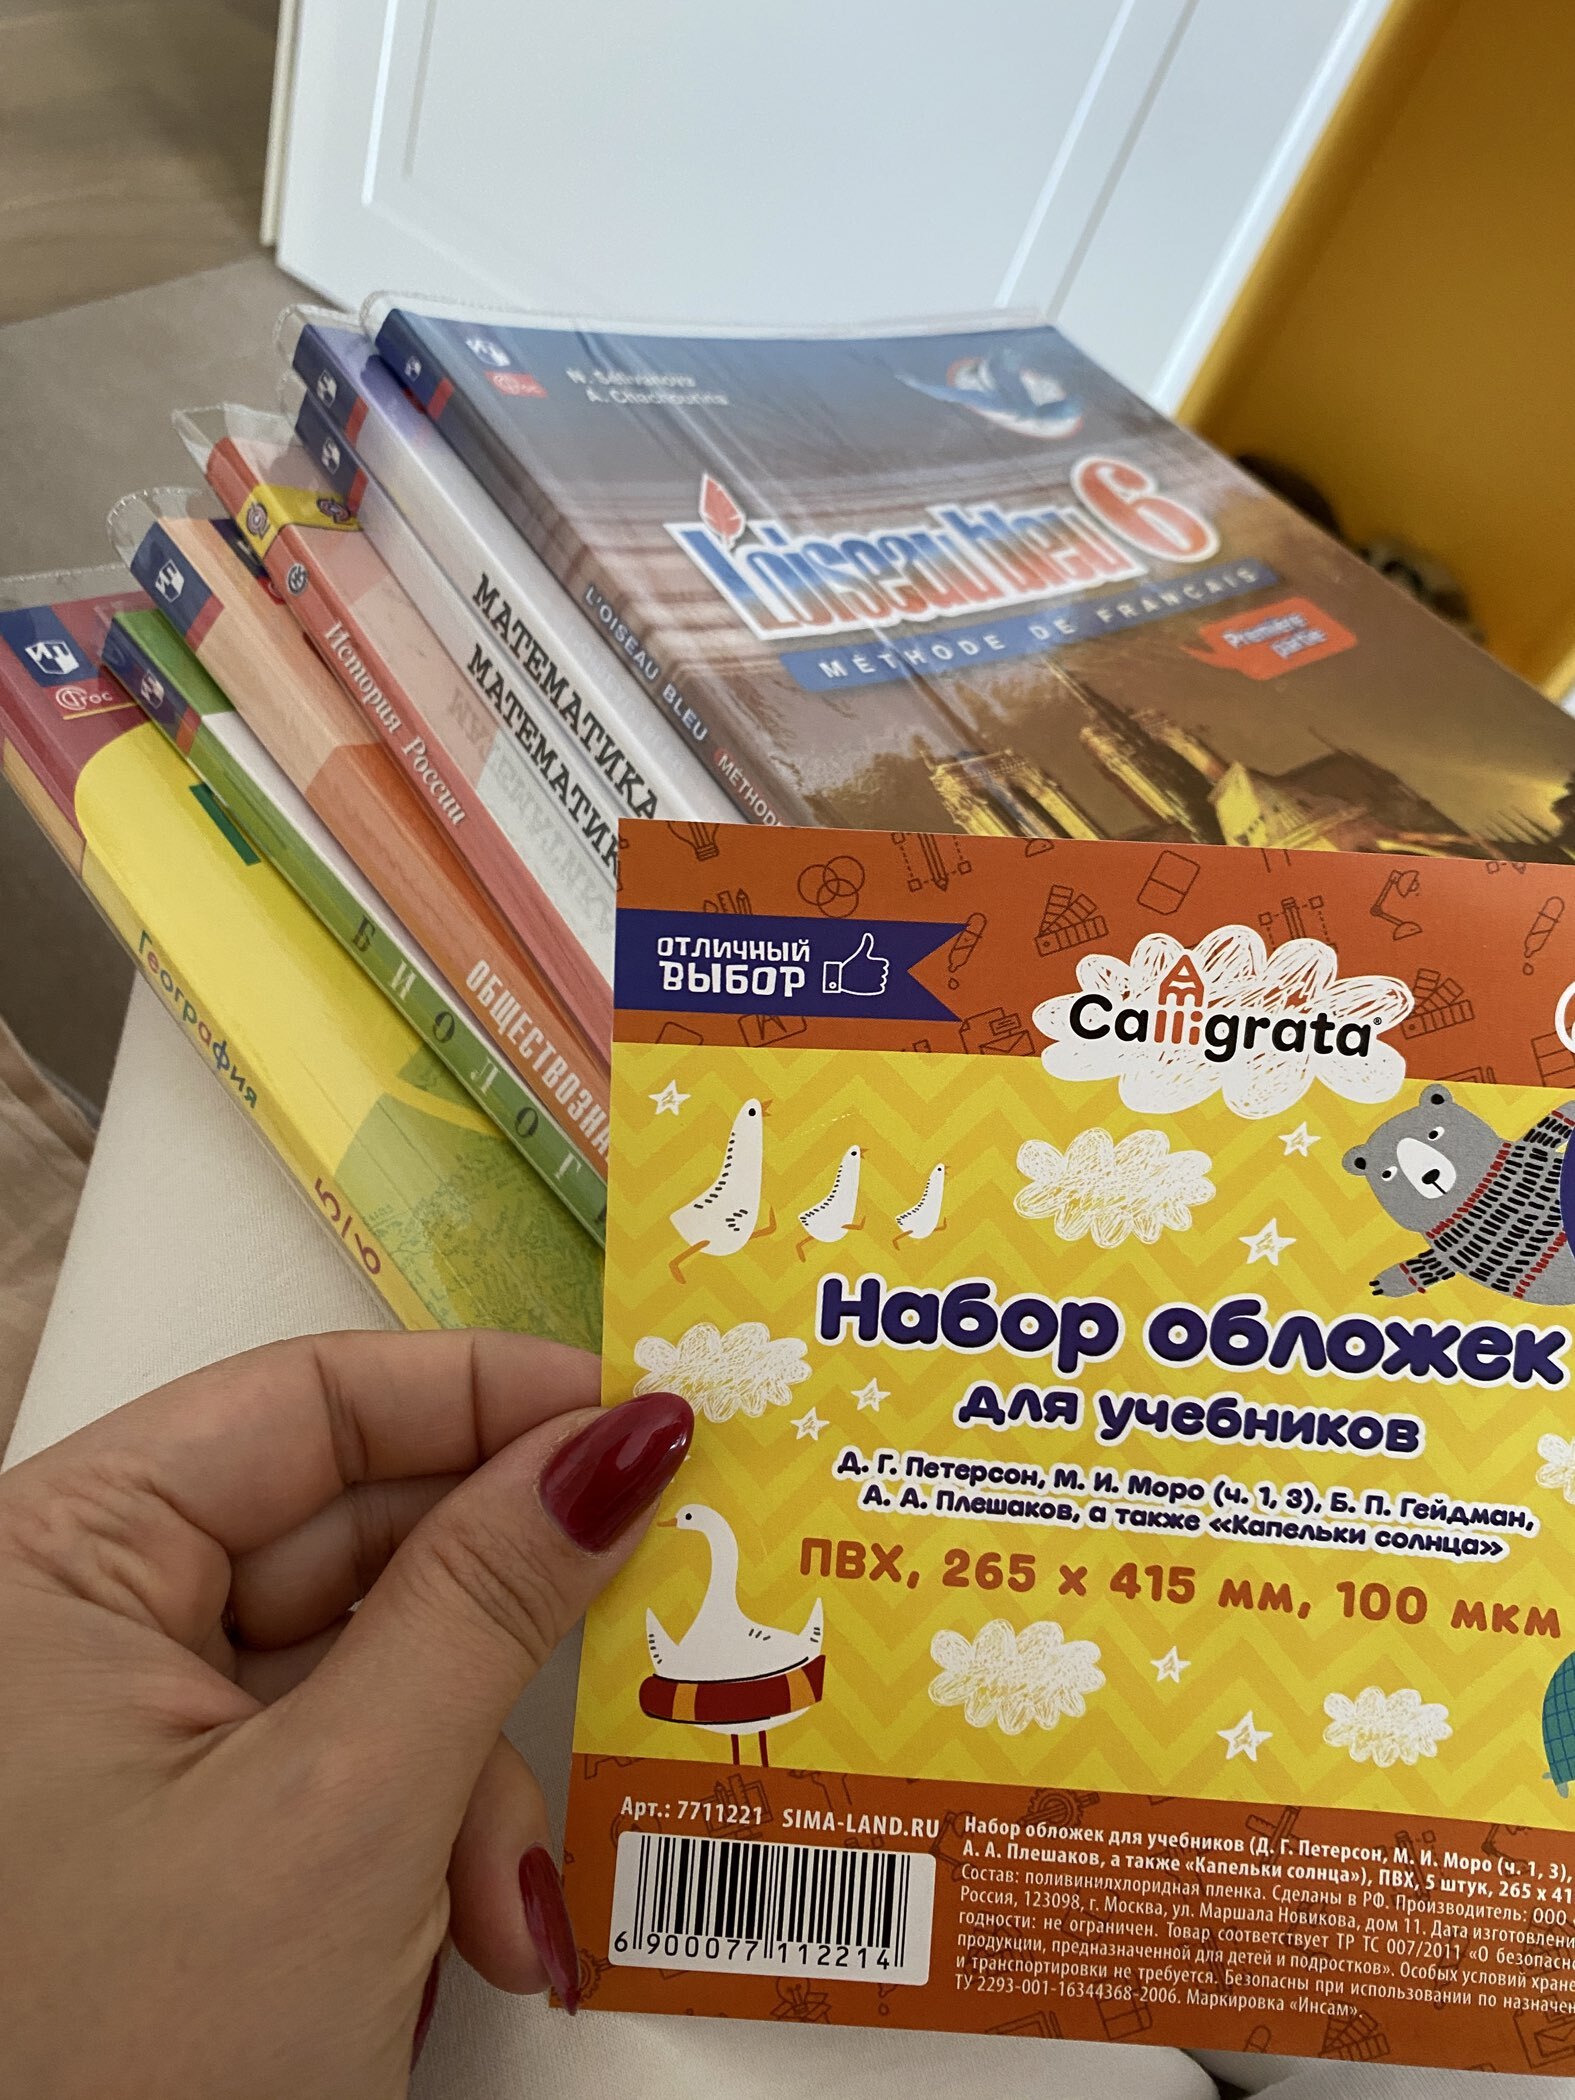 N. Selivanova
A. Chachourina
L'oiseau bleu 6
MÉTHODE DE FRANÇAIS
Première
partie
L'OISEAU BLEU MÉTHODE
МАТЕМАТИКА
МАТЕМАТИК
История России
ОБЩЕСТВОЗНА
БИОЛОГ
ФГОС
География
5|6
ОТЛИЧНЫЙ
ВЫБОР
Calligrata®
Набор обложек
для учебников
Д. Г. Петерсон, М. И. Моро (ч. 1, 3), Б. П. Гейдман,
А. А. Плешаков, а также «Капельки солнца»
ПВХ, 265 х 415 мм, 100 мкм
Арт.: 7711221 SIMA-LAND.RU
6 900077 112214
Набор обложек для учебников (Д. Г. Петерсон, М. И. Моро (ч. 1, 3),
А. А. Плешаков, а также «Капельки солнца»), ПВХ, 5 штук, 265 х 41
Состав: поливинилхлоридная пленка. Сделаны в РФ. Производитель: ООО
Россия, 123098, г. Москва, ул. Маршала Новикова, дом 11. Дата изготовлени
годности: не ограничен. Товар соответствует ТР ТС 007/2011 «О безопасн
продукции, предназначенной для детей и подростков». Особых условий хране
и транспортировки не требуется. Безопасны при использовании по назначен
ТУ 2293-001-16344368-2006. Маркировка «Инсам».